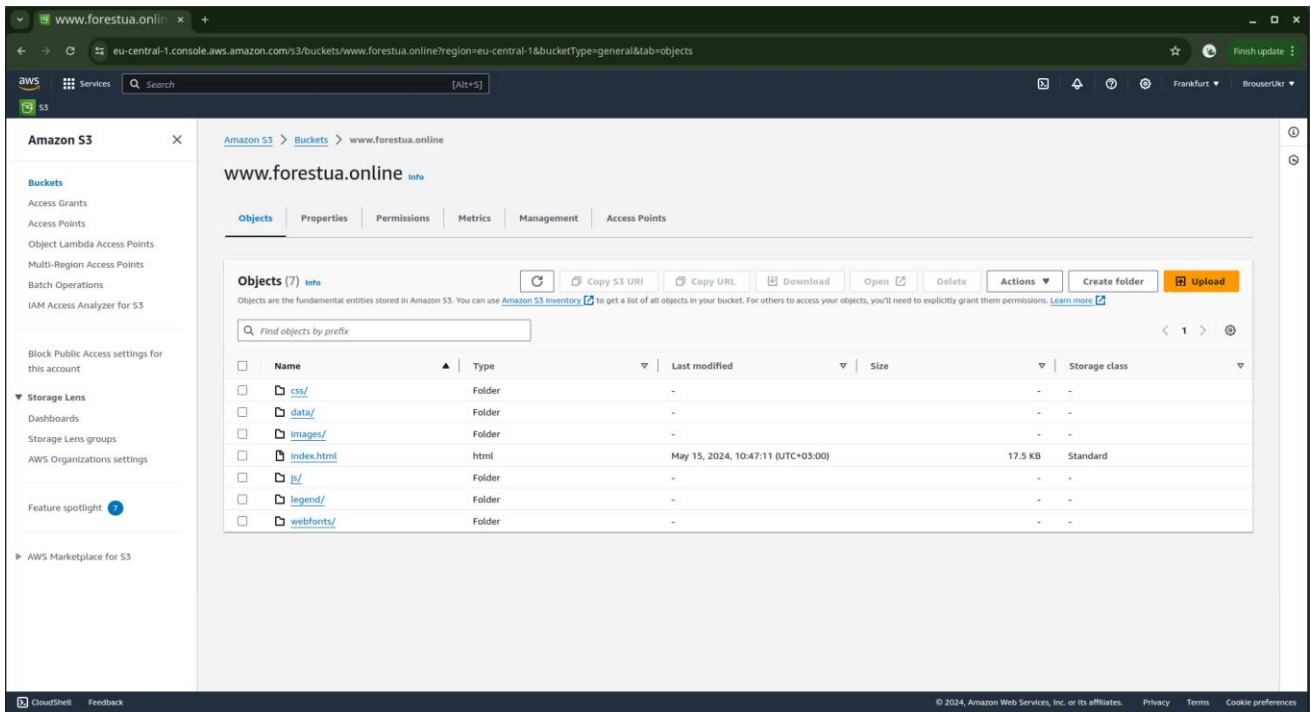 www.forestua.onlin
eu-central-1.console.aws.amazon.com/s3/buckets/www.forestua.online?region=eu-central-1&bucketType=general&tab=objects
Finish update
aws
Services
Search
[Alt+S]
Frankfurt
BrouserUkr
S3
Amazon S3
Buckets
Access Grants
Access Points
Object Lambda Access Points
Multi-Region Access Points
Batch Operations
IAM Access Analyzer for S3
Block Public Access settings for
this account
Storage Lens
Dashboards
Storage Lens groups
AWS Organizations settings
Feature spotlight 7
AWS Marketplace for S3
Amazon S3 > Buckets > www.forestua.online
www.forestua.online Info
Objects Properties Permissions Metrics Management Access Points
Objects (7) Info
Copy S3 URI Copy URL Download Open Delete Actions Create folder Upload
Objects are the fundamental entities stored in Amazon S3. You can use Amazon S3 inventory to get a list of all objects in your bucket. For others to access your objects, you'll need to explicitly grant them permissions. Learn more
Find objects by prefix
< 1 >
Name Type Last modified Size Storage class
css/ Folder - - -
data/ Folder - - -
images/ Folder - - -
index.html html May 15, 2024, 10:47:11 (UTC+03:00) 17.5 KB Standard
js/ Folder - - -
legend/ Folder - - -
webfonts/ Folder - - -
CloudShell Feedback
© 2024, Amazon Web Services, Inc. or its affiliates. Privacy Terms Cookie preferences